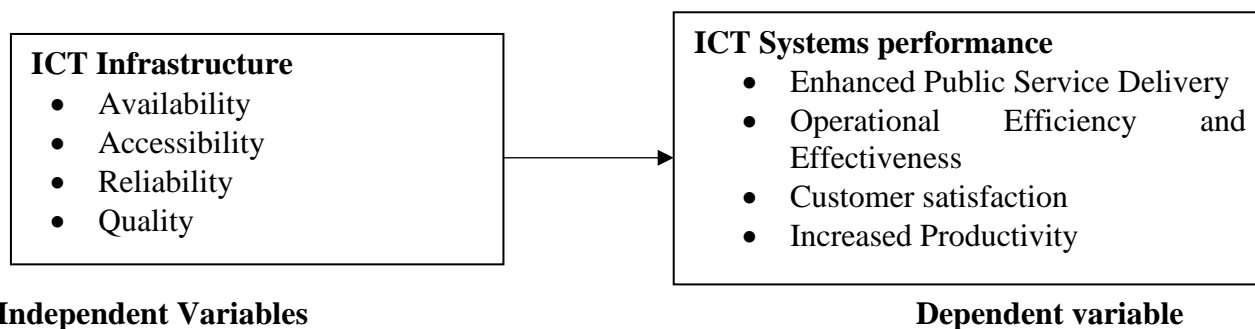 ICT Infrastructure
• Availability
• Accessibility
• Reliability
• Quality
ICT Systems performance
• Enhanced Public Service Delivery
• Operational Efficiency and
Effectiveness
• Customer satisfaction
• Increased Productivity
Independent Variables
Dependent variable